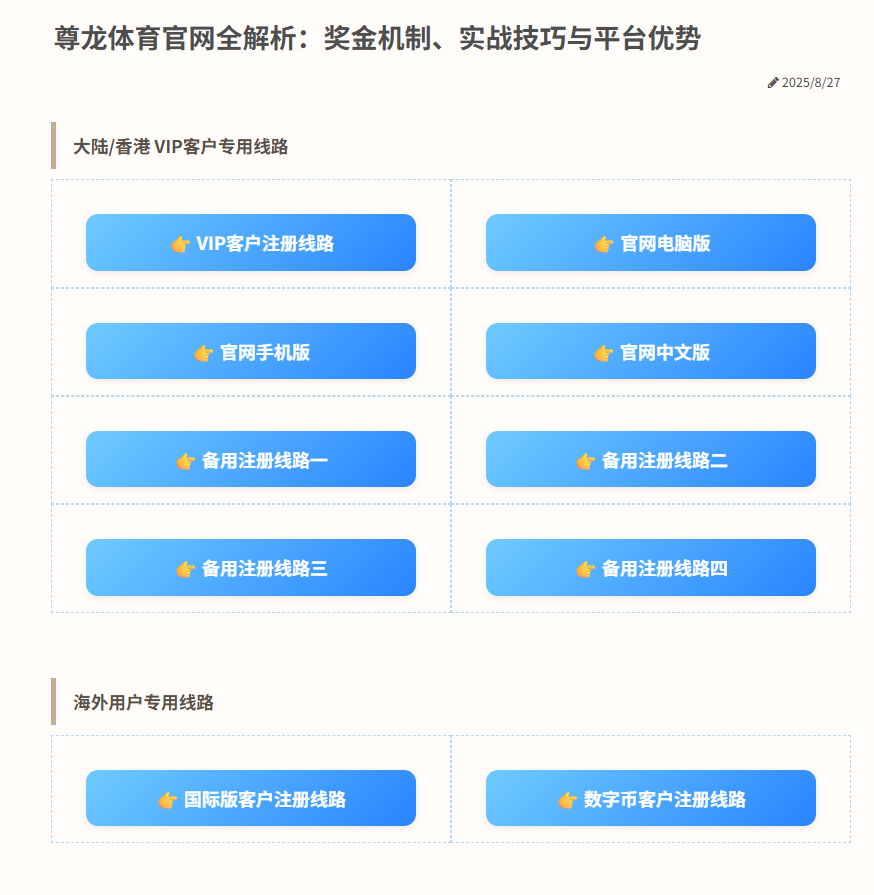 尊龙体育官网全解析：奖金机制、实战技巧与平台优势
2025/8/27
大陆/香港 VIP客户专用线路
👉 VIP客户注册线路
👉 官网电脑版
👉 官网手机版
👉 官网中文版
👉 备用注册线路一
👉 备用注册线路二
👉 备用注册线路三
👉 备用注册线路四
海外用户专用线路
👉 国际版客户注册线路
👉 数字币客户注册线路